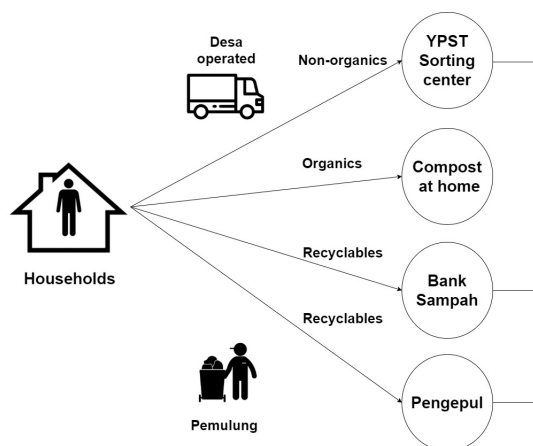 Desa
operated
Non-organics
YPST
Sorting
center
Organics
Compost
at home
Households
Recyclables
Bank
Sampah
Recyclables
Pemulung
Pengepul